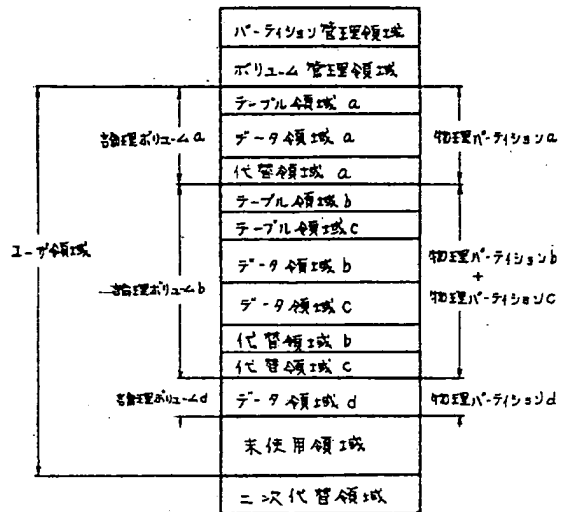 パーティション管理領域
ボリューム管理領域
テーブル領域 a
データ領域 a
代替領域 a
テーブル領域 b
テーブル領域 c
データ領域 b
データ領域 c
代替領域 b
代替領域 c
データ領域 d
未使用領域
二次代替領域
ユーザ領域
論理ボリュームa
論理ボリュームb
論理ボリュームd
物理パーティションa
物理パーティションb
+
物理パーティションc
物理パーティションd